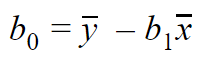 b₀ = y̅ – b₁x̅